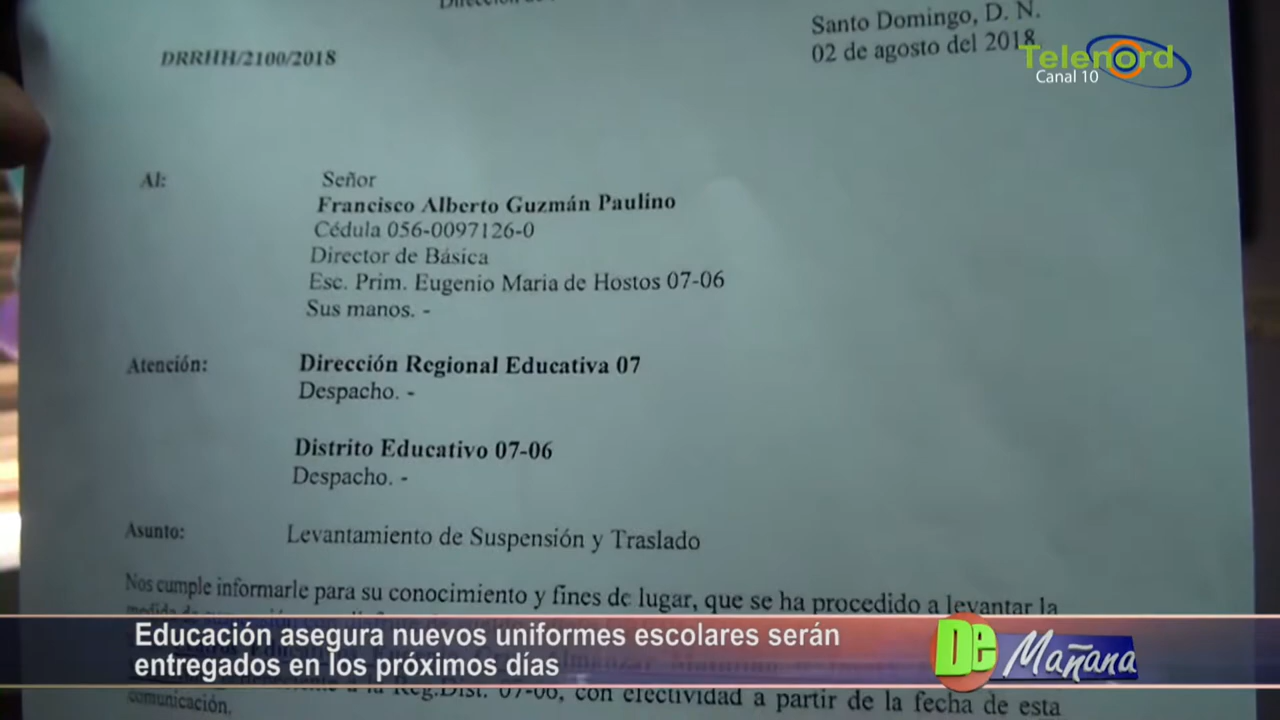 Santo Domingo, D. N.
02 de agosto del 2018
DRRHH/2100/2018
Telenord
Canal 10
Al:
Señor
Francisco Alberto Guzmán Paulino
Cédula 056-0097126-0
Director de Básica
Esc. Prim. Eugenio Maria de Hostos 07-06
Sus manos. -
Atención:
Dirección Regional Educativa 07
Despacho. -
Distrito Educativo 07-06
Despacho. -
Asunto:
Levantamiento de Suspensión y Traslado
Nos cumple informarle para su conocimiento y fines de lugar, que se ha procedido a levantar la
Educación asegura nuevos uniformes escolares serán
entregados en los próximos días
De Mañana
Reg.Dist. 07-06, con efectividad a partir de la fecha de esta
comunicación.